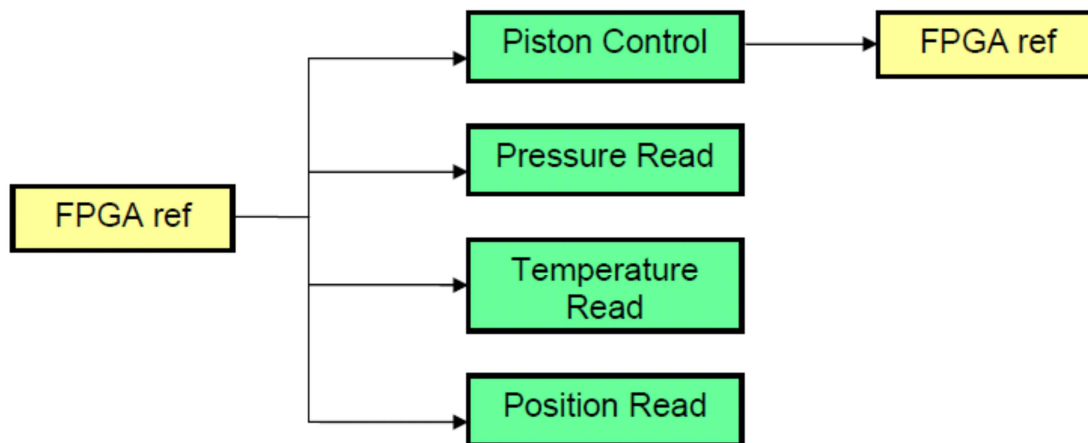 Piston Control
FPGA ref
Pressure Read
FPGA ref
Temperature
Read
Position Read